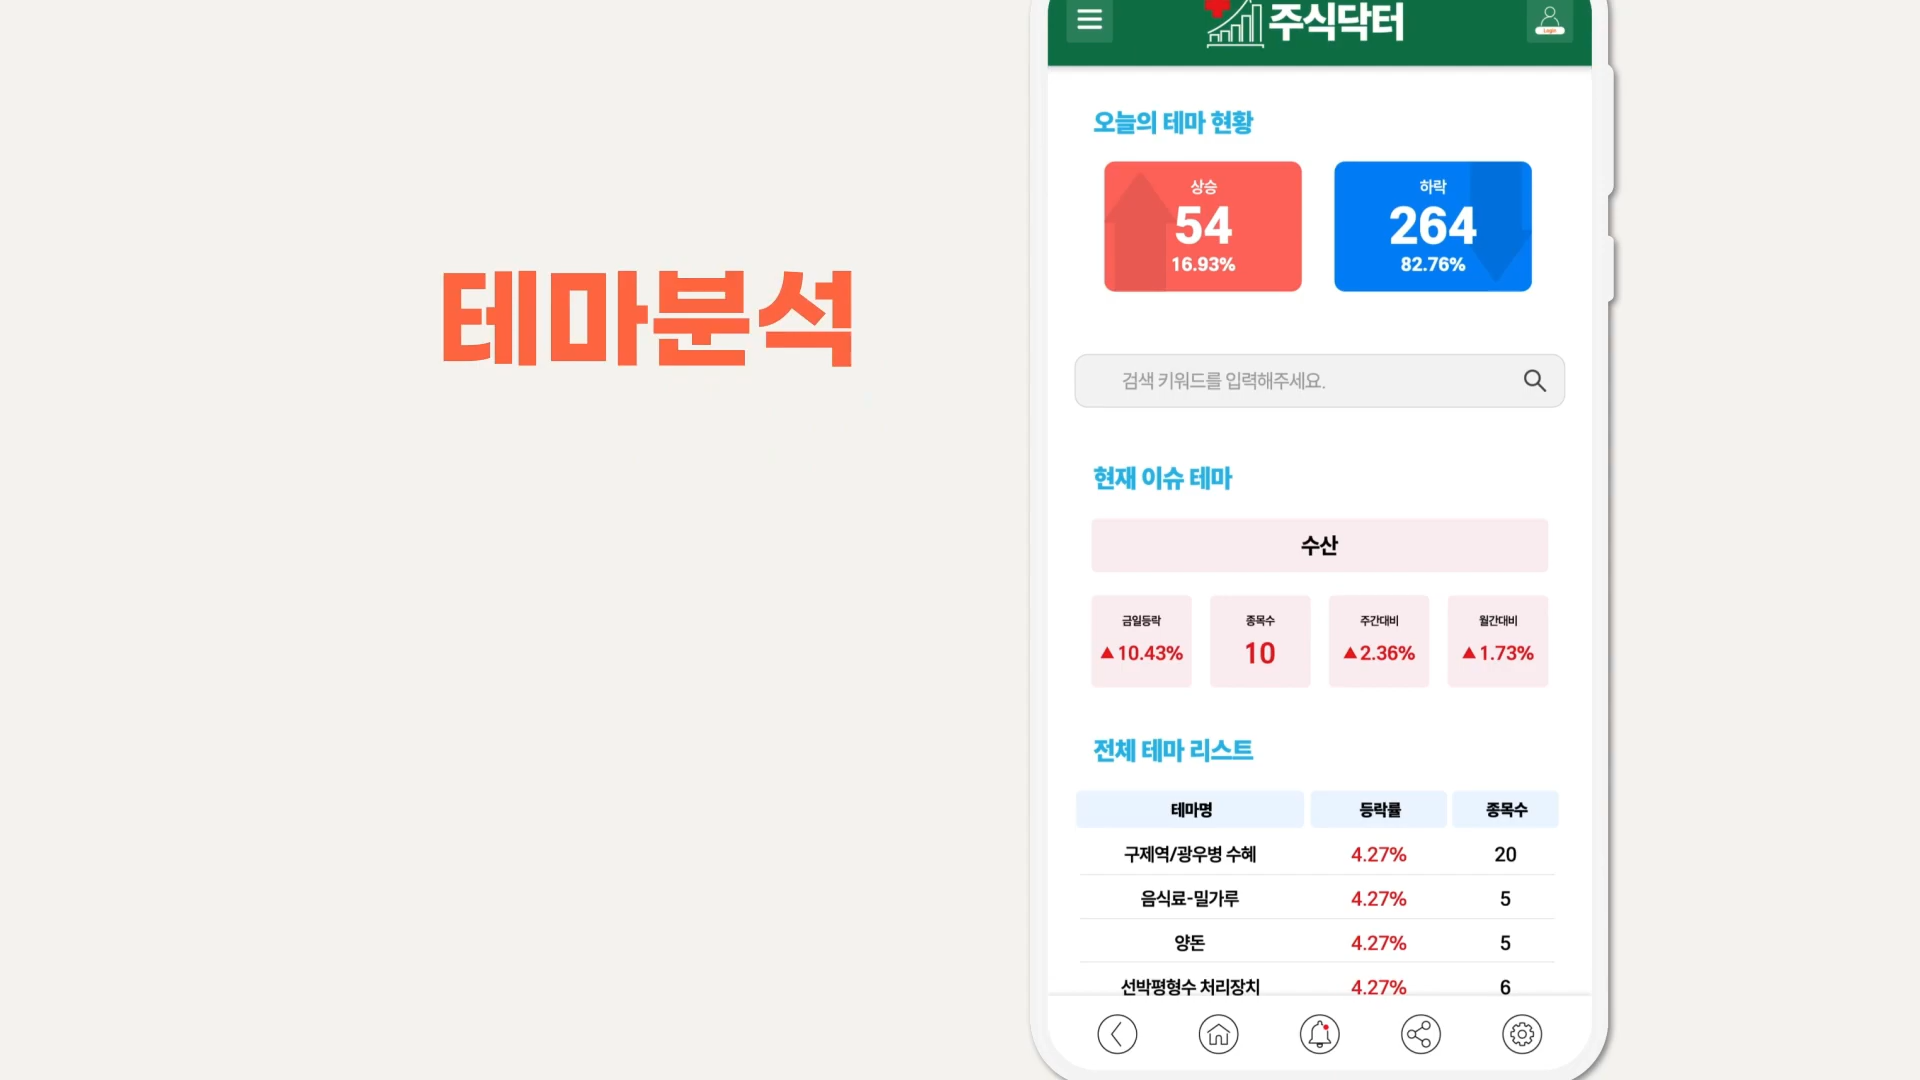 테마분석
주식닥터
Login
오늘의 테마 현황
상승
54
16.93%
하락
264
82.76%
검색 키워드를 입력해주세요.
현재 이슈 테마
수산
금일등락
▲10.43%
종목수
10
주간대비
▲2.36%
월간대비
▲1.73%
전체 테마 리스트
테마명 등락률 종목수
구제역/광우병 수혜 4.27% 20
음식료-밀가루 4.27% 5
양돈 4.27% 5
선박평형수 처리장치 4.27% 6